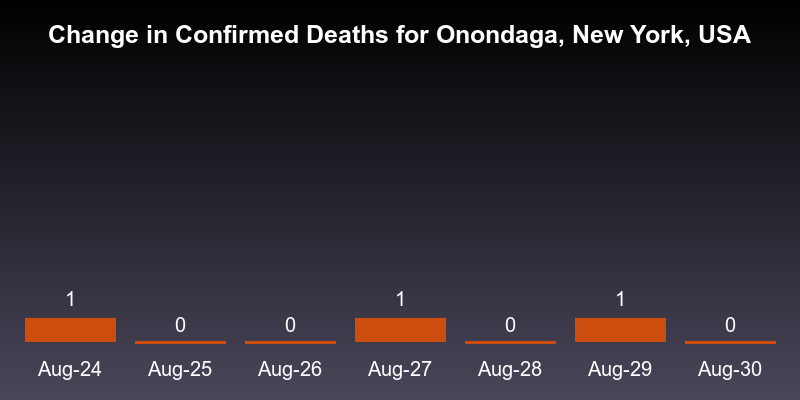 Change in Confirmed Deaths for Onondaga, New York, USA
1 0 0 1 0 1 0
Aug-24 Aug-25 Aug-26 Aug-27 Aug-28 Aug-29 Aug-30